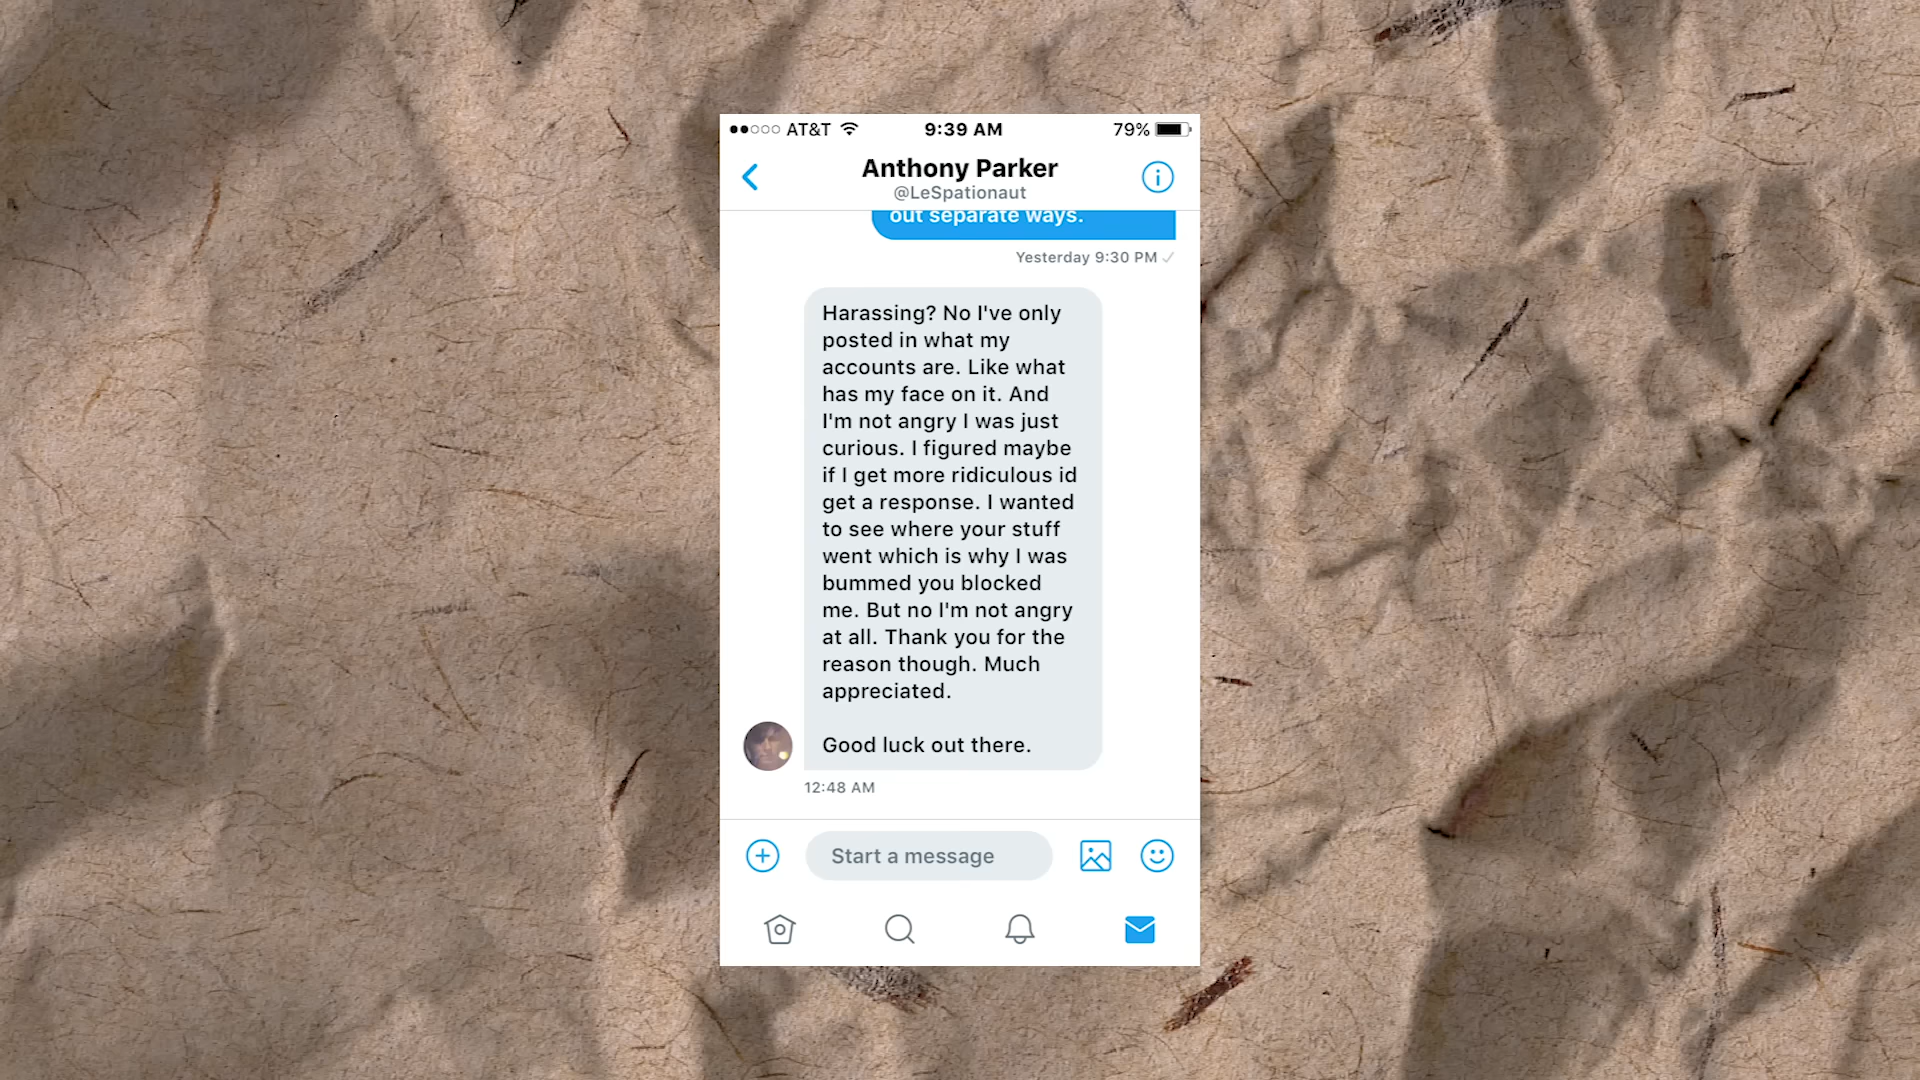 AT&T
9:39 AM
79%
Anthony Parker
@LeSpationaut
out separate ways.
Yesterday 9:30 PM
Harassing? No I've only
posted in what my
accounts are. Like what
has my face on it. And
I'm not angry I was just
curious. I figured maybe
if I get more ridiculous id
get a response. I wanted
to see where your stuff
went which is why I was
bummed you blocked
me. But no I'm not angry
at all. Thank you for the
reason though. Much
appreciated.
Good luck out there.
12:48 AM
Start a message